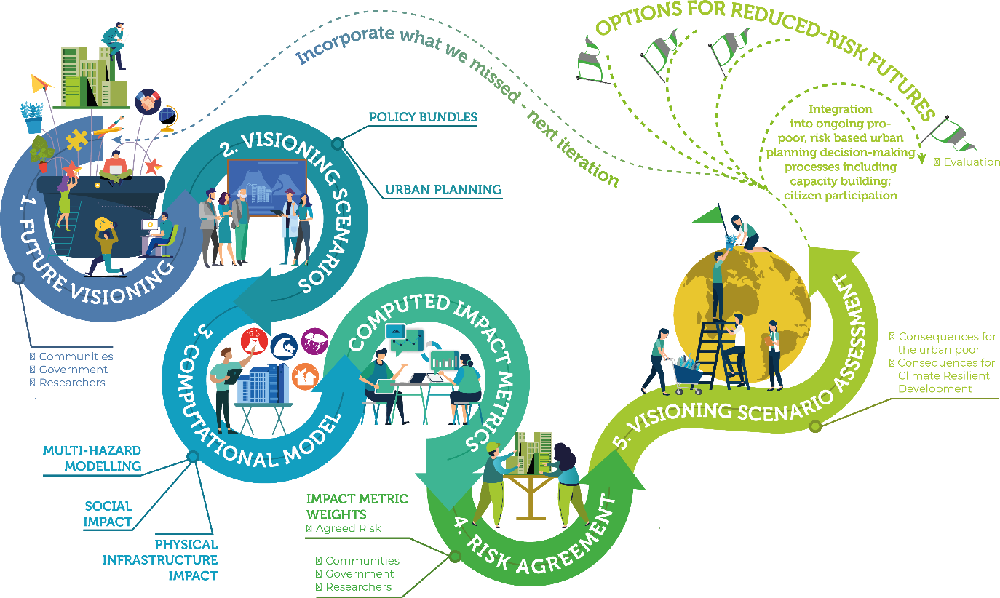 OPTIONS FOR REDUCED-RISK FUTURES
Incorporate what we missed - next iteration
1. FUTURE VISIONING
Communities
Government
Researchers
...
2. VISIONING SCENARIOS
POLICY BUNDLES
URBAN PLANNING
3. COMPUTATIONAL MODEL
MULTI-HAZARD
MODELLING
SOCIAL
IMPACT
PHYSICAL
INFRASTRUCTURE
IMPACT
COMPUTED IMPACT METRICS
4. RISK AGREEMENT
IMPACT METRIC
WEIGHTS
Agreed Risk
Communities
Government
Researchers
5. VISIONING SCENARIO ASSESSMENT
Consequences for
the urban poor
Consequences for
Climate Resilient
Development
Integration
into ongoing pro-
poor, risk based urban
planning decision-making
processes including
capacity building;
citizen participation
Evaluation